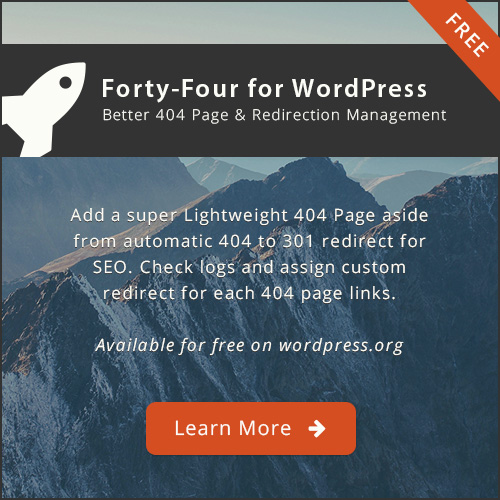 FREE
Forty-Four for WordPress
Better 404 Page & Redirection Management
Add a super Lightweight 404 Page aside
from automatic 404 to 301 redirect for
SEO. Check logs and assign custom
redirect for each 404 page links.
Available for free on wordpress.org
Learn More